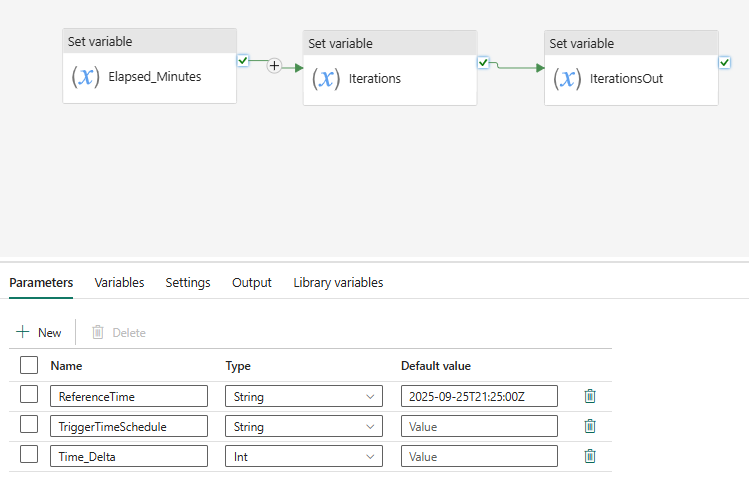 Set variable
(x) Elapsed_Minutes
Set variable
(x) Iterations
Set variable
(x) IterationsOut
Parameters Variables Settings Output Library variables
New Delete
Name Type Default value
ReferenceTime String 2025-09-25T21:25:00Z
TriggerTimeSchedule String Value
Time_Delta Int Value